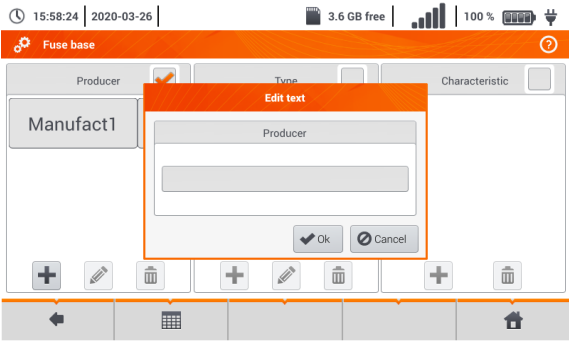 15:58:24 2020-03-26 3.6 GB free 100 %
Fuse base ?
Producer Type Characteristic
Edit text
Manufact1
Producer
Ok Cancel